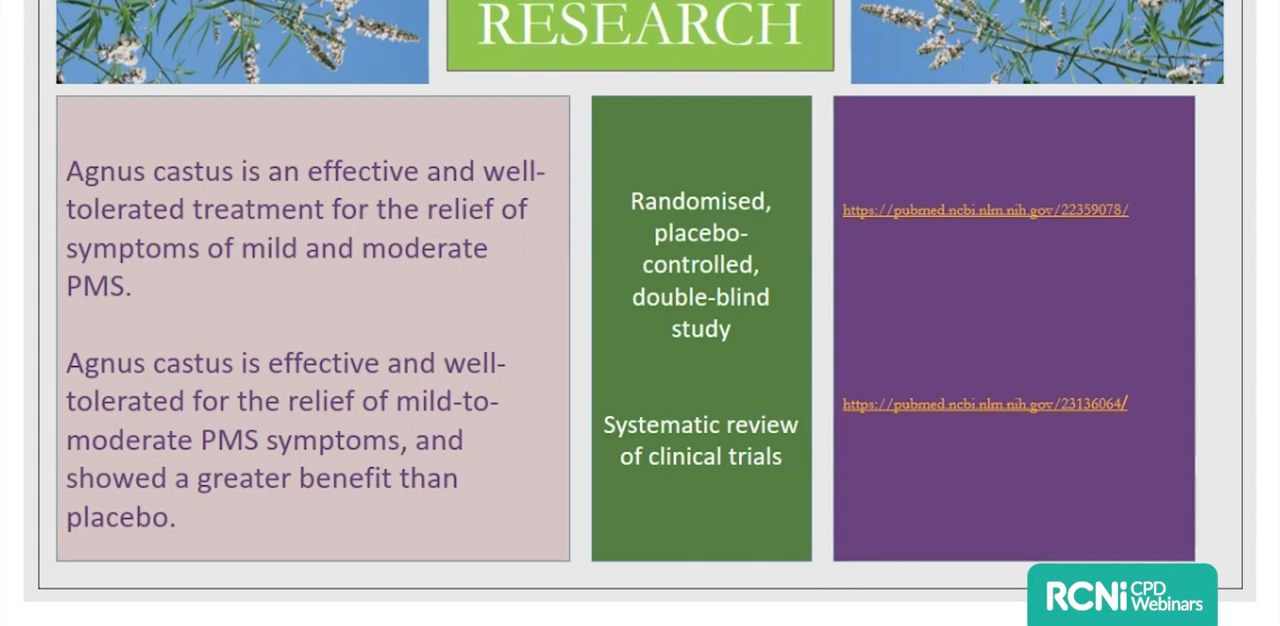 RESEARCH
Agnus castus is an effective and well-
tolerated treatment for the relief of
symptoms of mild and moderate
PMS.
Agnus castus is effective and well-
tolerated for the relief of mild-to-
moderate PMS symptoms, and
showed a greater benefit than
placebo.
Randomised,
placebo-
controlled,
double-blind
study
Systematic review
of clinical trials
https://pubmed.ncbi.nlm.nih.gov/22359078/
https://pubmed.ncbi.nlm.nih.gov/23136064/
RCNi CPD
Webinars